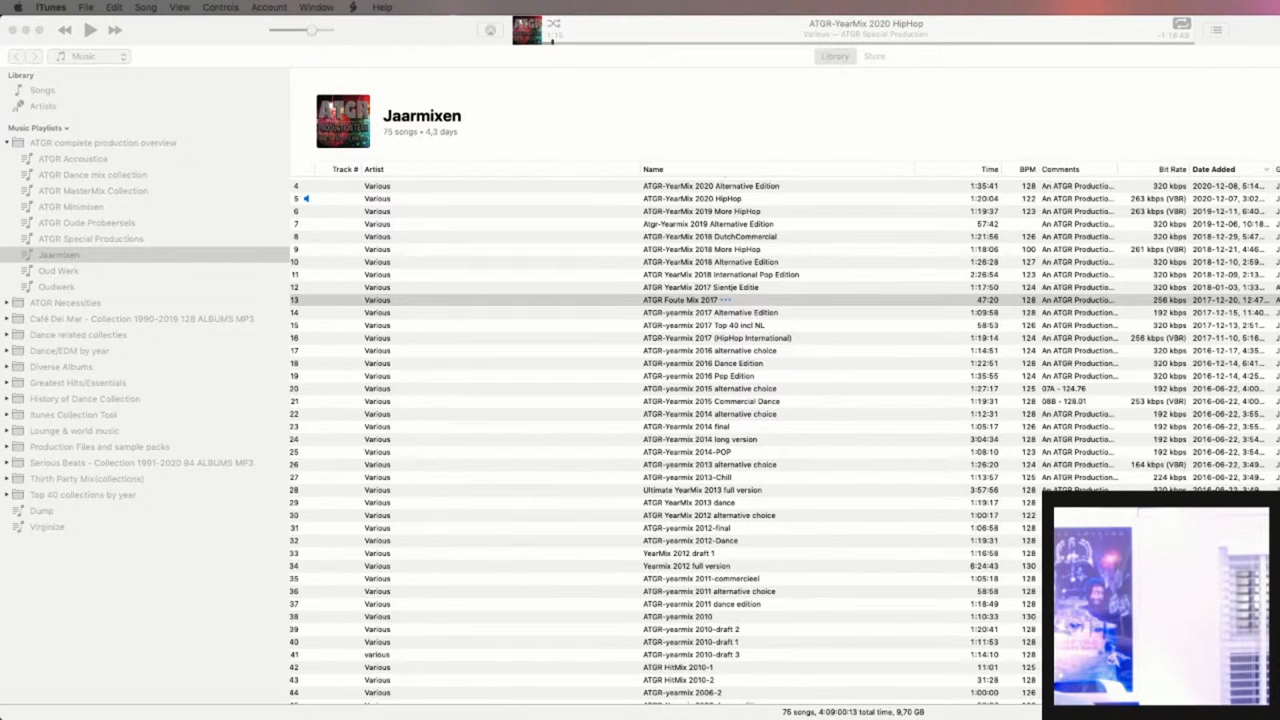 iTunes File Edit Song View Controls Account Window Help
ATGR-YearMix 2020 HipHop
1:15 Various — ATGR Special Production -1:18:48
Music Library Store
Library
Songs
Artists
Music Playlists
ATGR complete production overview
ATGR Accoustica
ATGR Dance mix collection
ATGR MasterMix Collection
ATGR Minimixen
ATGR Oude Probeersels
ATGR Special Productions
Jaarmixen
Oud Werk
Oudwerk
ATGR Necessities
Café Del Mar - Collection 1990-2019 128 ALBUMS MP3
Dance related collecties
Dance/EDM by year
Diverse Albums
Greatest Hits/Essentials
History of Dance Collection
Itunes Collection Tool
Lounge & world music
Production Files and sample packs
Serious Beats - Collection 1991-2020 94 ALBUMS MP3
Thirth Party Mix(collections)
Top 40 collections by year
Dump
Virginize
ATGR
Jaarmixen
75 songs • 4,3 days
Track # Artist Name Time BPM Comments Bit Rate Date Added
4 Various ATGR-YearMix 2020 Alternative Edition 1:35:41 128 An ATGR Productio... 320 kbps 2020-12-08, 5:14...
5 Various ATGR-YearMix 2020 HipHop 1:20:04 122 An ATGR Productio... 263 kbps (VBR) 2020-12-07, 3:02...
6 Various ATGR-YearMix 2019 More HipHop 1:19:37 123 An ATGR Productio... 263 kbps (VBR) 2019-12-11, 6:40...
7 Various Atgr-Yearmix 2019 Alternative Edition 57:42 An ATGR Productio... 320 kbps 2019-12-06, 10:18...
8 Various ATGR-YearMix 2018 DutchCommercial 1:21:56 126 An ATGR Productio... 320 kbps 2018-12-29, 5:47...
9 Various ATGR-YearMix 2018 More HipHop 1:18:06 100 An ATGR Productio... 261 kbps (VBR) 2018-12-21, 4:46...
10 Various ATGR-YearMix 2018 Alternative Edition 1:26:28 127 An ATGR Productio... 320 kbps 2018-12-10, 2:59...
11 Various ATGR YearMix 2018 International Pop Edition 2:26:54 123 An ATGR Productio... 320 kbps 2018-12-09, 2:13...
12 Various ATGR YearMix 2017 Sientje Editie 1:17:50 124 An ATGR Productio... 320 kbps 2018-01-03, 1:33...
13 Various ATGR Foute Mix 2017 ••• 47:20 128 An ATGR Productio... 256 kbps 2017-12-20, 12:47...
14 Various ATGR-yearmix 2017 Alternative Edition 1:09:58 128 An ATGR Productio... 192 kbps 2017-12-15, 11:40...
15 Various ATGR-yearmix 2017 Top 40 incl NL 58:53 126 An ATGR Productio... 320 kbps 2017-12-13, 2:51...
16 Various ATGR-YearMix 2017 (HipHop International) 1:19:14 124 An ATGR Productio... 256 kbps (VBR) 2017-11-10, 5:16...
17 Various ATGR-yearmix 2016 alternative choice 1:14:51 124 An ATGR Productio... 320 kbps 2016-12-17, 4:35...
18 Various ATGR-yearmix 2016 Dance Edition 1:22:51 128 An ATGR Productio... 320 kbps 2016-12-14, 6:25...
19 Various ATGR-yearmix 2016 Pop Edition 1:35:55 124 An ATGR Productio... 320 kbps 2016-12-14, 4:15...
20 Various ATGR-yearmix 2015 alternative choice 1:27:17 125 07A - 124.76 192 kbps 2016-06-22, 4:00...
21 Various ATGR-YearMix 2015 Commercial Dance 1:19:31 128 08B - 128.01 253 kbps (VBR) 2016-06-22, 4:00...
22 Various ATGR-YearMix 2014 alternative choice 1:12:31 128 An ATGR Productio... 192 kbps 2016-06-22, 3:55...
23 Various ATGR-YearMix 2014 final 1:05:17 126 An ATGR Productio... 192 kbps 2016-06-22, 3:55...
24 Various ATGR-YearMix 2014 long version 3:04:34 128 An ATGR Productio... 192 kbps 2016-06-22, 3:54...
25 Various ATGR-Yearmix 2014-POP 1:08:10 123 An ATGR Productio... 192 kbps 2016-06-22, 3:54...
26 Various ATGR-yearmix 2013 alternative choice 1:26:20 124 An ATGR Productio... 164 kbps (VBR) 2016-06-22, 3:49...
27 Various ATGR-yearmix 2013-Chill 1:13:57 125 An ATGR Productio... 224 kbps 2016-06-22, 3:49...
28 Various Ultimate YearMix 2013 full version 3:57:56 128 An ATGR Productio... 320 kbps 2016-06-22, 3:49...
29 Various ATGR YearMix 2013 dance 1:19:17 128
30 Various ATGR YearMix 2012 alternative choice 1:00:17 122
31 Various ATGR-yearmix 2012-final 1:06:58 128
32 Various ATGR-yearmix 2012-Dance 1:19:31 128
33 Various YearMix 2012 draft 1 1:16:58 128
34 Various Yearmix 2012 full version 6:24:43 130
35 Various ATGR-yearmix 2011-commercieel 1:05:18 128
36 Various ATGR-yearmix 2011 alternative choice 58:58 128
37 Various ATGR-yearmix 2011 dance edition 1:18:49 128
38 Various ATGR-yearmix 2010 1:10:33 130
39 Various ATGR-yearmix 2010-draft 2 1:20:41 128
40 Various ATGR-yearmix 2010-draft 1 1:11:53 128
41 various ATGR-yearmix 2010-draft 3 1:14:10 128
42 Various ATGR HitMix 2010-1 11:01 125
43 Various ATGR HitMix 2010-2 31:28 128
44 Various ATGR-yearmix 2006-2 1:00:00 128
75 songs, 4:09:00:13 total time, 9,70 GB